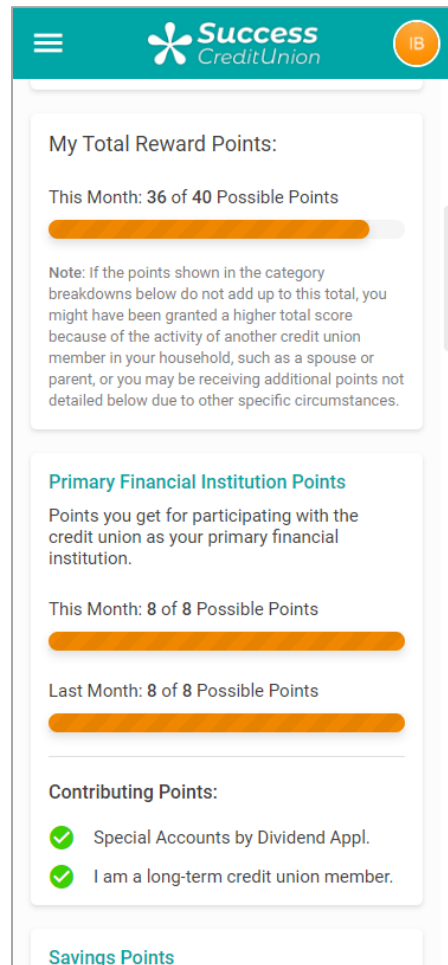 Success
CreditUnion
IB
My Total Reward Points:
This Month: 36 of 40 Possible Points
Note: If the points shown in the category
breakdowns below do not add up to this total, you
might have been granted a higher total score
because of the activity of another credit union
member in your household, such as a spouse or
parent, or you may be receiving additional points not
detailed below due to other specific circumstances.
Primary Financial Institution Points
Points you get for participating with the
credit union as your primary financial
institution.
This Month: 8 of 8 Possible Points
Last Month: 8 of 8 Possible Points
Contributing Points:
Special Accounts by Dividend Appl.
I am a long-term credit union member.
Savings Points